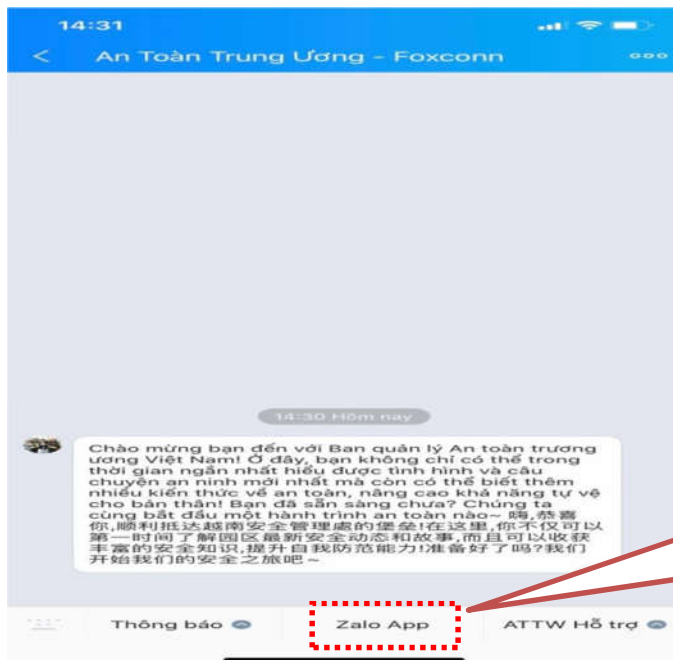 14:31
An Toàn Trung Ương - Foxconn
14:30 Hôm nay
Chào mừng bạn đến với Ban quản lý An toàn trương
ương Việt Nam! Ở đây, bạn không chỉ có thể trong
thời gian ngắn nhất hiểu được tình hình và câu
chuyện an ninh mới nhất mà còn có thể biết thêm
nhiều kiến thức về an toàn, nâng cao khả năng tự vệ
cho bản thân! Bạn đã sẵn sàng chưa? Chúng ta
cùng bắt đầu một hành trình an toàn nào~ 嗨,恭喜
你,顺利抵达越南安全管理處的堡垒!在这里,你不仅可以
第一时间了解园区最新安全动态和故事,而且可以收获
丰富的安全知识,提升自我防范能力!准备好了吗?我们
开始我们的安全之旅吧~
Thông báo Zalo App ATTW Hỗ trợ